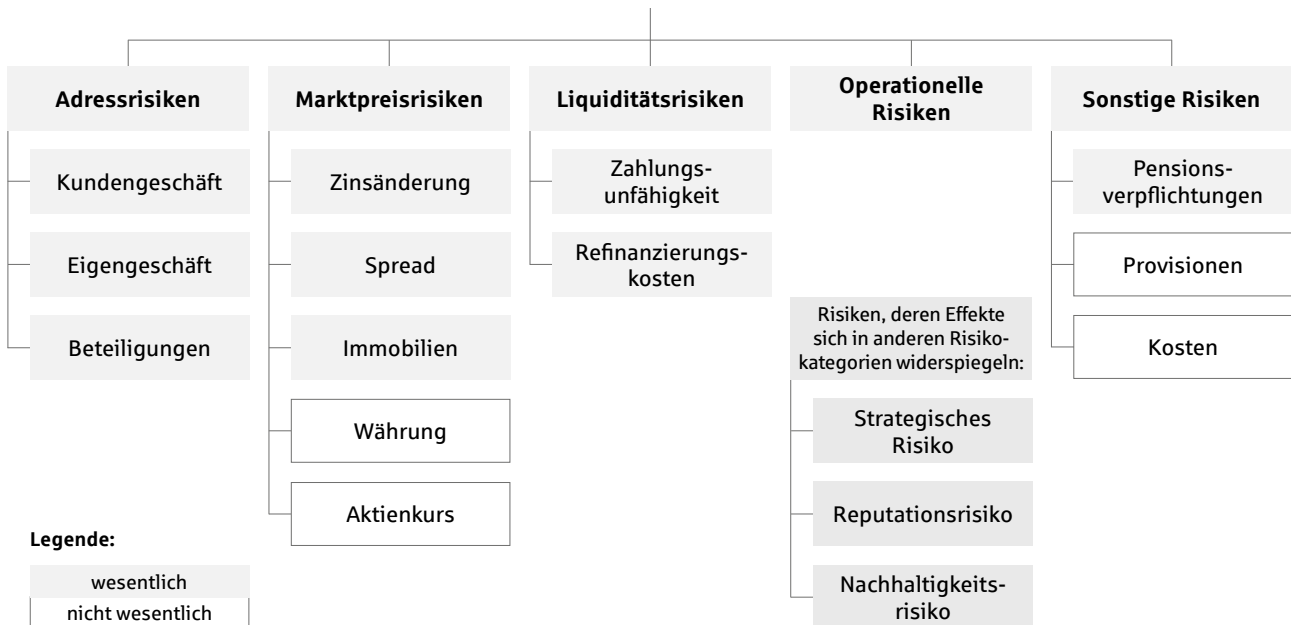 Adressrisiken
Kundengeschäft
Eigengeschäft
Beteiligungen
Marktpreisrisiken
Zinsänderung
Spread
Immobilien
Währung
Aktienkurs
Liquiditätsrisiken
Zahlungs-
unfähigkeit
Refinanzierungs-
kosten
Operationelle
Risiken
Risiken, deren Effekte
sich in anderen Risiko-
kategorien widerspiegeln:
Strategisches
Risiko
Reputationsrisiko
Nachhaltigkeits-
risiko
Sonstige Risiken
Pensions-
verpflichtungen
Provisionen
Kosten
Legende:
wesentlich
nicht wesentlich